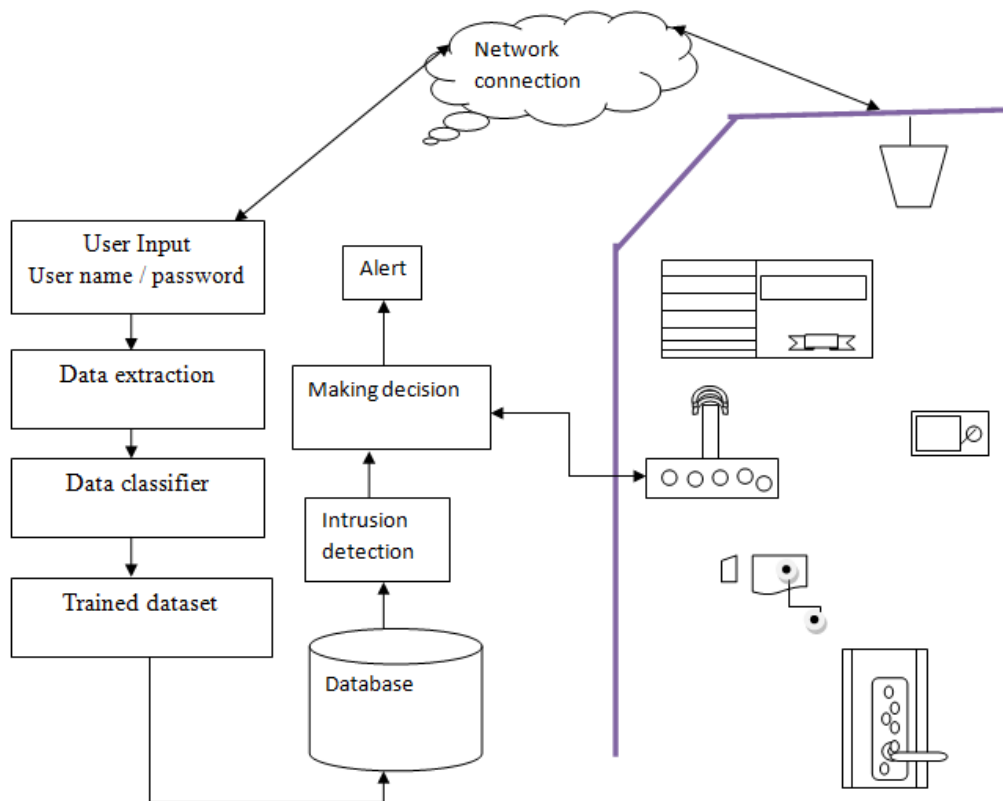 Network
connection
User Input
User name / password
Alert
Data extraction
Making decision
Data classifier
Intrusion
detection
Trained dataset
Database